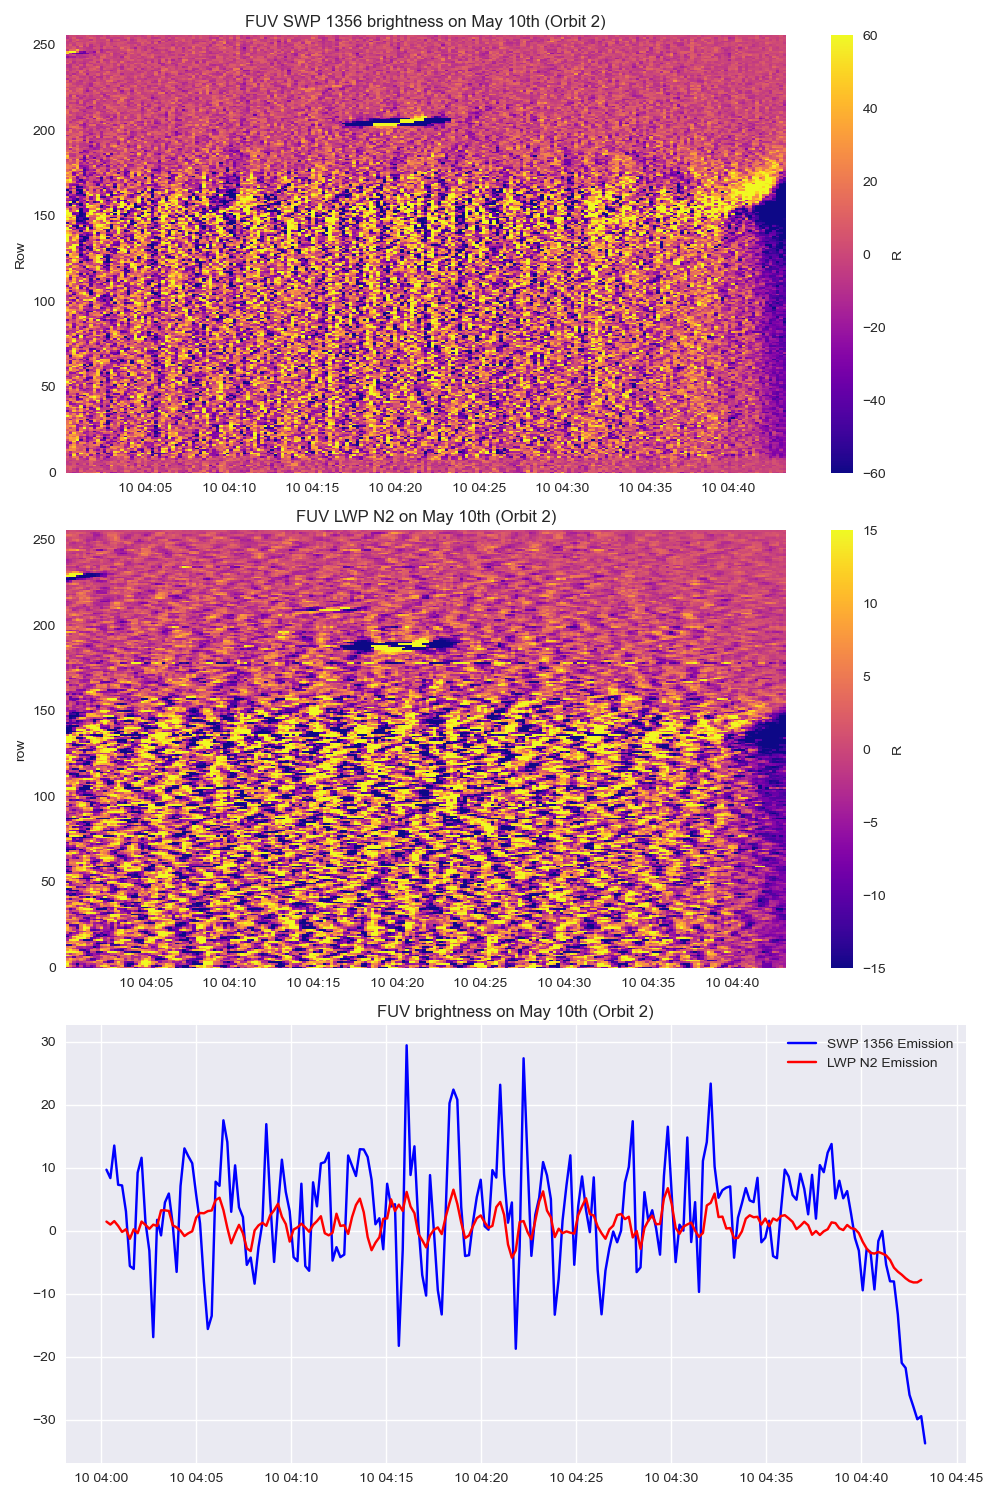 FUV SWP 1356 brightness on May 10th (Orbit 2)
250
200
150
100
50
0
Row
10 04:05 10 04:10 10 04:15 10 04:20 10 04:25 10 04:30 10 04:35 10 04:40
60
40
20
0
−20
−40
−60
R
FUV LWP N2 on May 10th (Orbit 2)
250
200
150
100
50
0
row
10 04:05 10 04:10 10 04:15 10 04:20 10 04:25 10 04:30 10 04:35 10 04:40
15
10
5
0
−5
−10
−15
R
FUV brightness on May 10th (Orbit 2)
30
20
10
0
−10
−20
−30
SWP 1356 Emission
LWP N2 Emission
10 04:00 10 04:05 10 04:10 10 04:15 10 04:20 10 04:25 10 04:30 10 04:35 10 04:40 10 04:45